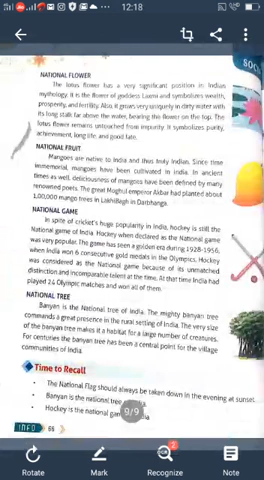 12:18
NATIONAL FLOWER
The lotus flower has a very significant position in Indian
mythology. It is the flower of goddess Laxmi and symbolizes wealth,
prosperity, and fertility. Also, it grows very uniquely in dirty water with
its long stalk far above the water, bearing the flower on the top. The
lotus flower remains untouched from impurity. It symbolizes purity,
achievement, long life, and good fate.
NATIONAL FRUIT
Mangoes are native to India and thus truly Indian. Since time
immemorial, mangoes have been cultivated in India. In ancient
times as well, deliciousness of mangoes have been defined by many
renowned poets. The great Moghul emperor Akbar had planted about
1,00,000 mango trees in Lakhibagh in Darbhanga.
NATIONAL GAME
In spite of cricket's huge popularity in India, hockey is still the
National game of India. Hockey when declared as the National game
was very popular. The game has seen a golden era during 1928-1956,
when India won 6 consecutive gold medals in the Olympics. Hockey
was considered as the National game because of its unmatched
distinction and incomparable talent at the time. At that time India had
played 24 Olympic matches and won all of them.
NATIONAL TREE
Banyan is the National tree of India. The mighty banyan tree
commands a great presence in the rural setting of India. The very size
of the banyan tree makes it a habitat for a large number of creatures.
For centuries the banyan tree has been a central point for the village
communities of India.
Time to Recall
• The National Flag should always be taken down in the evening at sunset.
• Banyan is the national tree
• Hockey is the national game
9/9
INFO 66
Rotate
Mark
Recognize
Note